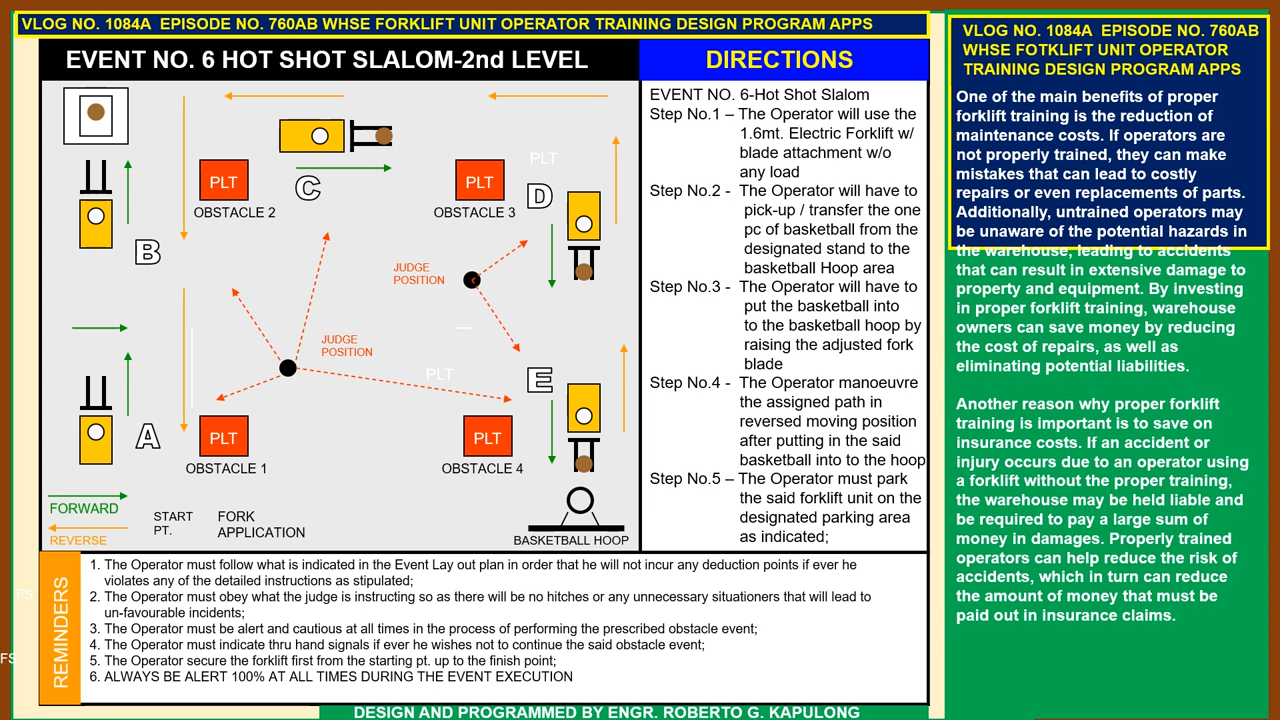 VLOG NO. 1084A  EPISODE NO. 760AB WHSE FORKLIFT UNIT OPERATOR TRAINING DESIGN PROGRAM APPS
EVENT NO. 6 HOT SHOT SLALOM-2nd LEVEL
PLT
OBSTACLE 2
C
PLT
OBSTACLE 3
PLT
D
B
JUDGE
POSITION
JUDGE
POSITION
PLT
E
A
PLT
OBSTACLE 1
PLT
OBSTACLE 4
FORWARD
REVERSE
START
PT.
FORK
APPLICATION
BASKETBALL HOOP
DIRECTIONS
EVENT NO. 6-Hot Shot Slalom
Step No.1 – The Operator will use the
1.6mt. Electric Forklift w/
blade attachment w/o
any load
Step No.2 -  The Operator will have to
pick-up / transfer the one
pc of basketball from the
designated stand to the
basketball Hoop area
Step No.3 -  The Operator will have to
put the basketball into
to the basketball hoop by
raising the adjusted fork
blade
Step No.4 -  The Operator manoeuvre
the assigned path in
reversed moving position
after putting in the said
basketball into to the hoop
Step No.5 – The Operator must park
the said forklift unit on the
designated parking area
as indicated;
REMINDERS
1. The Operator must follow what is indicated in the Event Lay out plan in order that he will not incur any deduction points if ever he
violates any of the detailed instructions as stipulated;
2. The Operator must obey what the judge is instructing so as there will be no hitches or any unnecessary situationers that will lead to
un-favourable incidents;
3. The Operator must be alert and cautious at all times in the process of performing the prescribed obstacle event;
4. The Operator must indicate thru hand signals if ever he wishes not to continue the said obstacle event;
5. The Operator secure the forklift first from the starting pt. up to the finish point;
6. ALWAYS BE ALERT 100% AT ALL TIMES DURING THE EVENT EXECUTION
FS
FS
DESIGN AND PROGRAMMED BY ENGR. ROBERTO G. KAPULONG
VLOG NO. 1084A  EPISODE NO. 760AB
WHSE FOTKLIFT UNIT OPERATOR
TRAINING DESIGN PROGRAM APPS
One of the main benefits of proper
forklift training is the reduction of
maintenance costs. If operators are
not properly trained, they can make
mistakes that can lead to costly
repairs or even replacements of parts.
Additionally, untrained operators may
be unaware of the potential hazards in
the warehouse, leading to accidents
that can result in extensive damage to
property and equipment. By investing
in proper forklift training, warehouse
owners can save money by reducing
the cost of repairs, as well as
eliminating potential liabilities.
Another reason why proper forklift
training is important is to save on
insurance costs. If an accident or
injury occurs due to an operator using
a forklift without the proper training,
the warehouse may be held liable and
be required to pay a large sum of
money in damages. Properly trained
operators can help reduce the risk of
accidents, which in turn can reduce
the amount of money that must be
paid out in insurance claims.